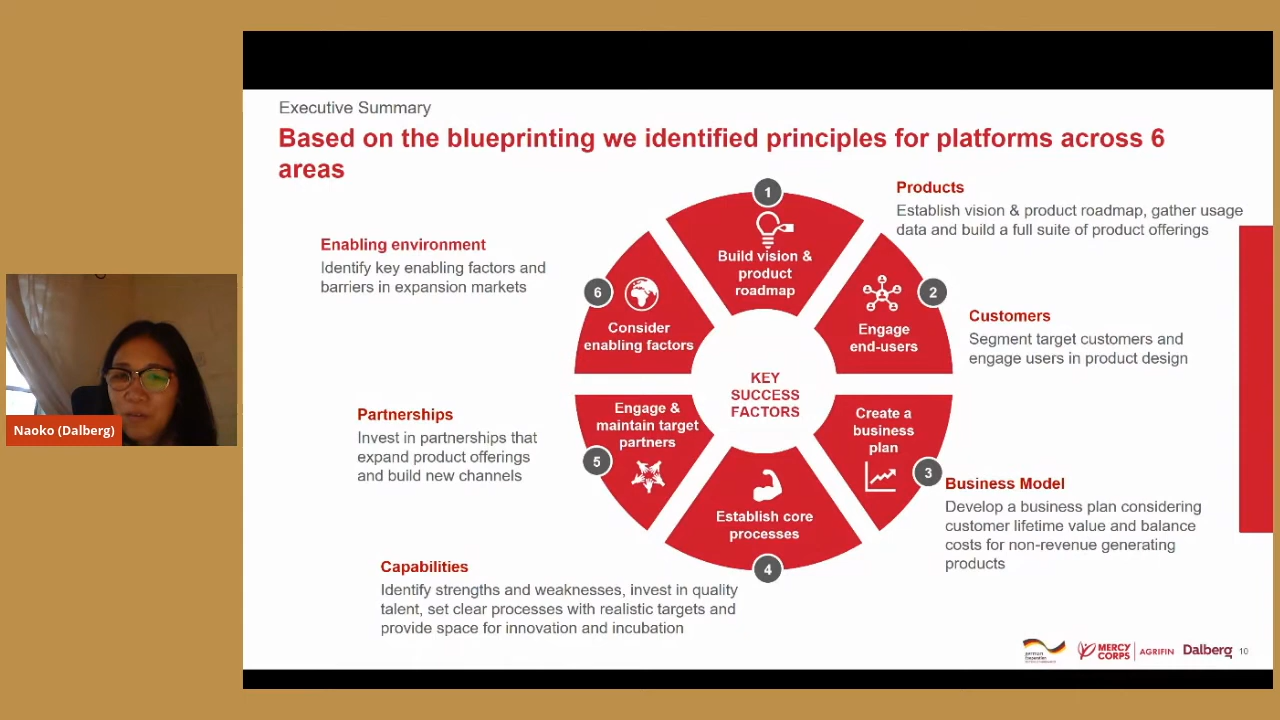 Executive Summary
Based on the blueprinting we identified principles for platforms across 6
areas
1
Build vision &
product
roadmap
Products
Establish vision & product roadmap, gather usage
data and build a full suite of product offerings
2
Engage
end-users
Customers
Segment target customers and
engage users in product design
3
Create a
business
plan
Business Model
Develop a business plan considering
customer lifetime value and balance
costs for non-revenue generating
products
4
Establish core
processes
Capabilities
Identify strengths and weaknesses, invest in quality
talent, set clear processes with realistic targets and
provide space for innovation and incubation
5
Engage &
maintain target
partners
Partnerships
Invest in partnerships that
expand product offerings
and build new channels
6
Consider
enabling factors
Enabling environment
Identify key enabling factors and
barriers in expansion markets
KEY
SUCCESS
FACTORS
Naoko (Dalberg)
MERCY
CORPS
AGRIFIN
Dalberg
10